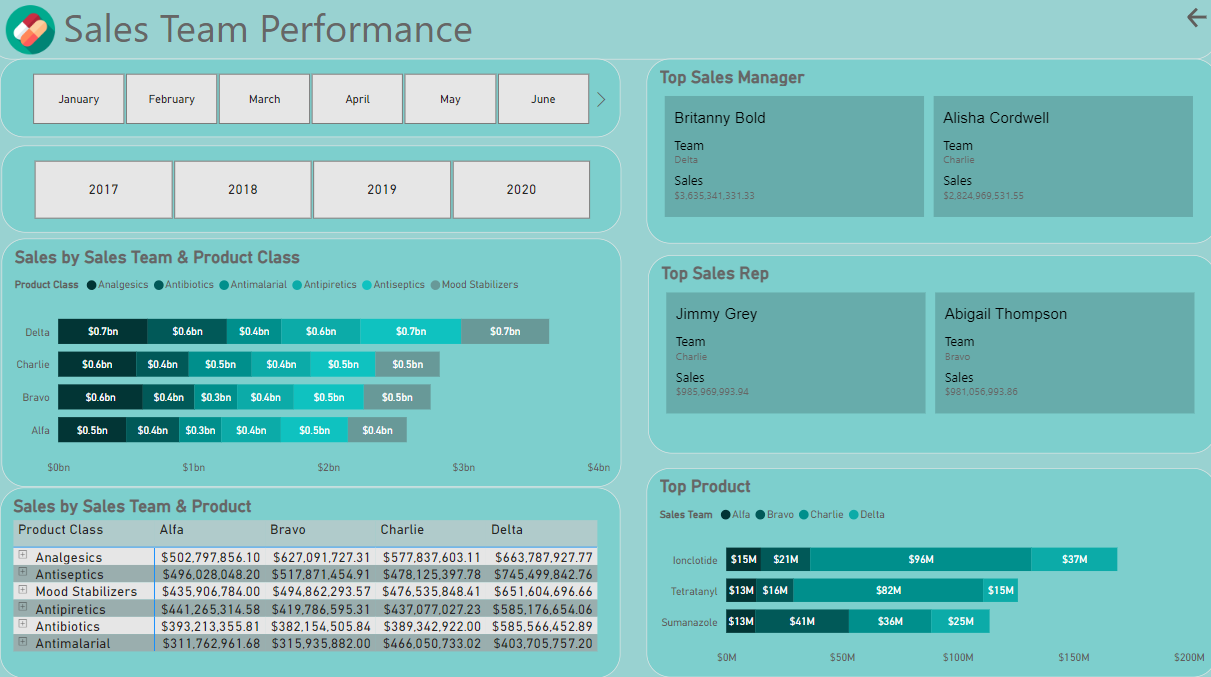 Sales Team Performance
January February March April May June
2017 2018 2019 2020
Sales by Sales Team & Product Class
Product Class Analgesics Antibiotics Antimalarial Antipiretics Antiseptics Mood Stabilizers
Delta $0.7bn $0.6bn $0.4bn $0.6bn $0.7bn $0.7bn
Charlie $0.6bn $0.4bn $0.5bn $0.4bn $0.5bn $0.5bn
Bravo $0.6bn $0.4bn $0.3bn $0.4bn $0.5bn $0.5bn
Alfa $0.5bn $0.4bn $0.3bn $0.4bn $0.5bn $0.4bn
$0bn $1bn $2bn $3bn $4bn
Sales by Sales Team & Product
Product Class Alfa Bravo Charlie Delta
Analgesics $502,797,856.10 $627,091,727.31 $577,837,603.11 $663,787,927.77
Antiseptics $496,028,048.20 $517,871,454.91 $478,125,397.78 $745,499,842.76
Mood Stabilizers $435,906,784.00 $494,862,293.57 $476,535,848.41 $651,604,696.66
Antipiretics $441,265,314.58 $419,786,595.31 $437,077,027.23 $585,176,654.06
Antibiotics $393,213,355.81 $382,154,505.84 $389,342,922.00 $585,566,452.89
Antimalarial $311,762,961.68 $315,935,882.00 $466,050,733.02 $403,705,757.20
Top Sales Manager
Britanny Bold
Team
Delta
Sales
$3,635,341,331.33
Alisha Cordwell
Team
Charlie
Sales
$2,824,969,531.55
Top Sales Rep
Jimmy Grey
Team
Charlie
Sales
$985,969,993.94
Abigail Thompson
Team
Bravo
Sales
$981,056,993.86
Top Product
Sales Team Alfa Bravo Charlie Delta
Ionclotide $15M $21M $96M $37M
Tetratanyl $13M $16M $82M $15M
Sumanazole $13M $41M $36M $25M
$0M $50M $100M $150M $200M